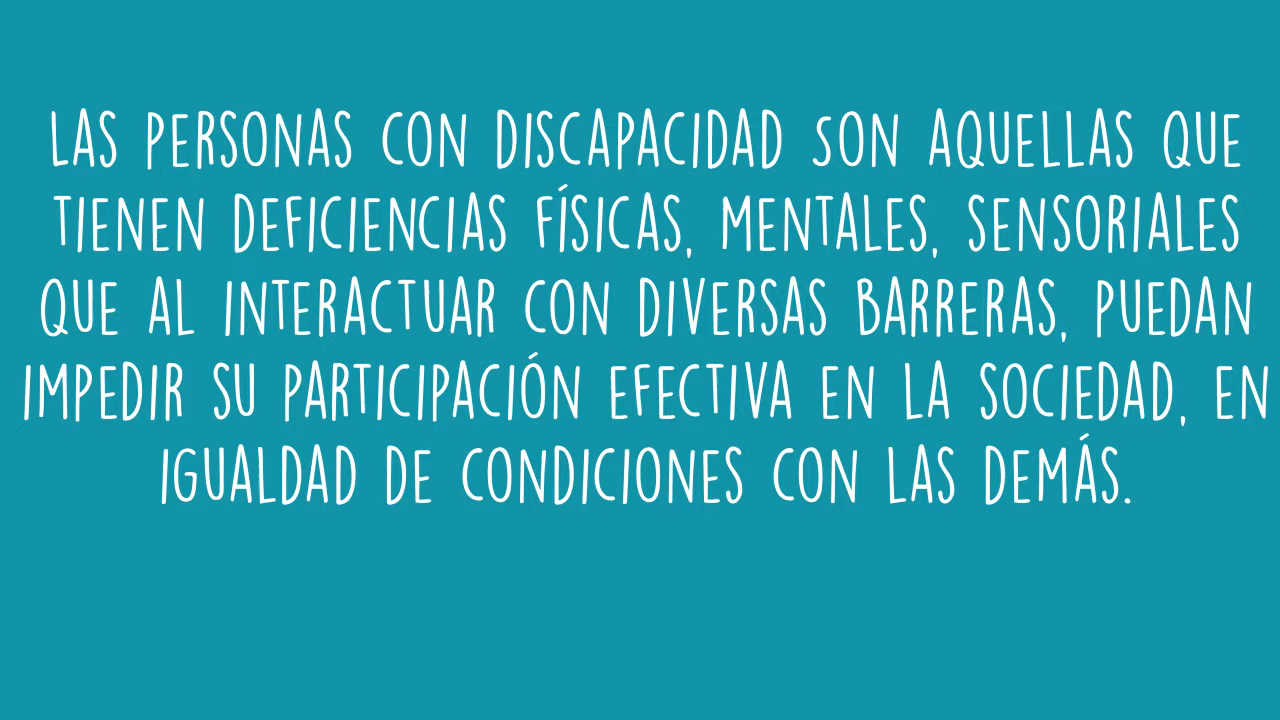 LAS PERSONAS CON DISCAPACIDAD SON AQUELLAS QUE
TIENEN DEFICIENCIAS FÍSICAS, MENTALES, SENSORIALES
QUE AL INTERACTUAR CON DIVERSAS BARRERAS, PUEDAN
IMPEDIR SU PARTICIPACIÓN EFECTIVA EN LA SOCIEDAD, EN
IGUALDAD DE CONDICIONES CON LAS DEMÁS.